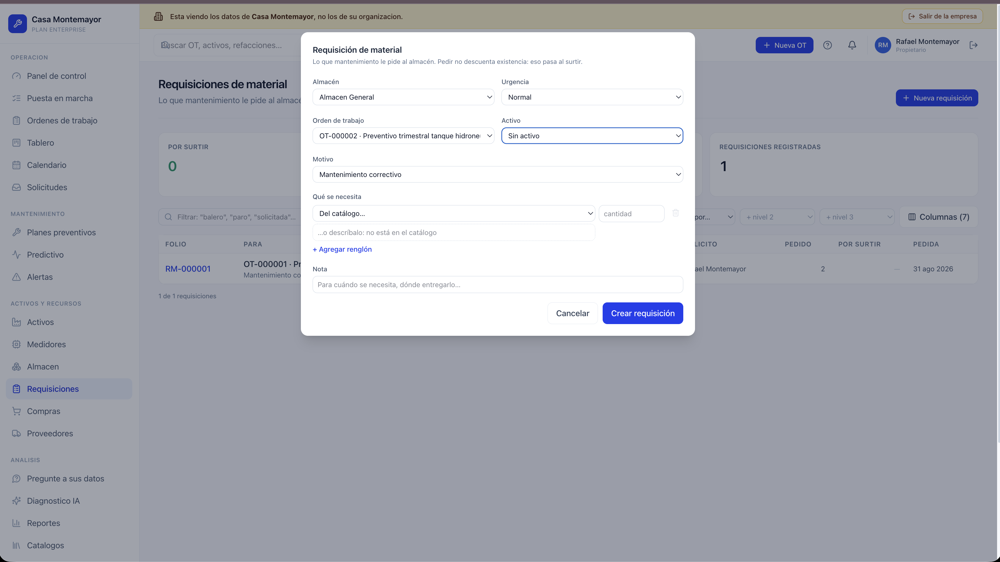 Casa Montemayor
PLAN ENTERPRISE
Esta viendo los datos de Casa Montemayor, no los de su organizacion.
Salir de la empresa
Buscar OT, activos, refacciones...
Nueva OT
RM
Rafael Montemayor
Propietario
OPERACION
Panel de control
Puesta en marcha
Ordenes de trabajo
Tablero
Calendario
Solicitudes
MANTENIMIENTO
Planes preventivos
Predictivo
Alertas
ACTIVOS Y RECURSOS
Activos
Medidores
Almacen
Requisiciones
Compras
Proveedores
ANALISIS
Pregunte a sus datos
Diagnostico IA
Reportes
Catalogos
Requisiciones de material
Lo que mantenimiento le pide al almacé
Nueva requisición
POR SURTIR
0
REQUISICIONES REGISTRADAS
1
Filtrar: "balero", "paro", "solicitada"...
por...
+ nivel 2
+ nivel 3
Columnas (7)
FOLIO PARA LICITO PEDIDO POR SURTIR PEDIDA
RM-000001 OT-000001 · Pr ael Montemayor 2 — 31 ago 2026
Mantenimiento co
1 de 1 requisiciones
Requisición de material
Lo que mantenimiento le pide al almacén. Pedir no descuenta existencia: eso pasa al surtir.
Almacén
Almacen General
Urgencia
Normal
Orden de trabajo
OT-000002 · Preventivo trimestral tanque hidrone
Activo
Sin activo
Motivo
Mantenimiento correctivo
Qué se necesita
Del catálogo...
cantidad
...o descríbalo: no está en el catálogo
+ Agregar renglón
Nota
Para cuándo se necesita, dónde entregarlo...
Cancelar
Crear requisición